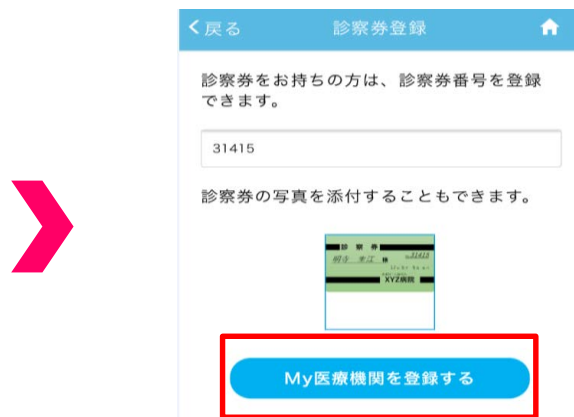 戻る 診察券登録
診察券をお持ちの方は、診察券番号を登録
できます。
31415
診察券の写真を添付することもできます。
診 察 券
様 31415
XYZ病院
My医療機関を登録する